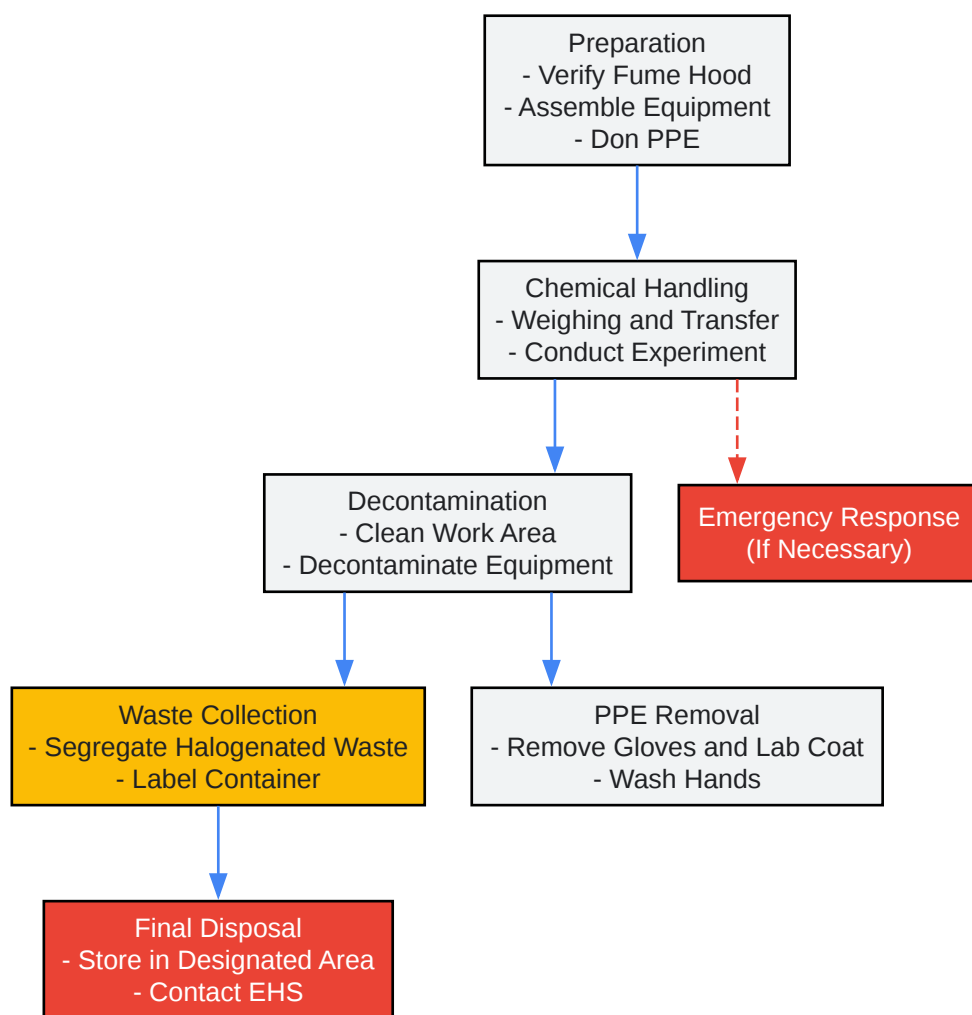 Preparation
- Verify Fume Hood
- Assemble Equipment
- Don PPE
Chemical Handling
- Weighing and Transfer
- Conduct Experiment
Decontamination
- Clean Work Area
- Decontaminate Equipment
Emergency Response
(If Necessary)
Waste Collection
- Segregate Halogenated Waste
- Label Container
PPE Removal
- Remove Gloves and Lab Coat
- Wash Hands
Final Disposal
- Store in Designated Area
- Contact EHS